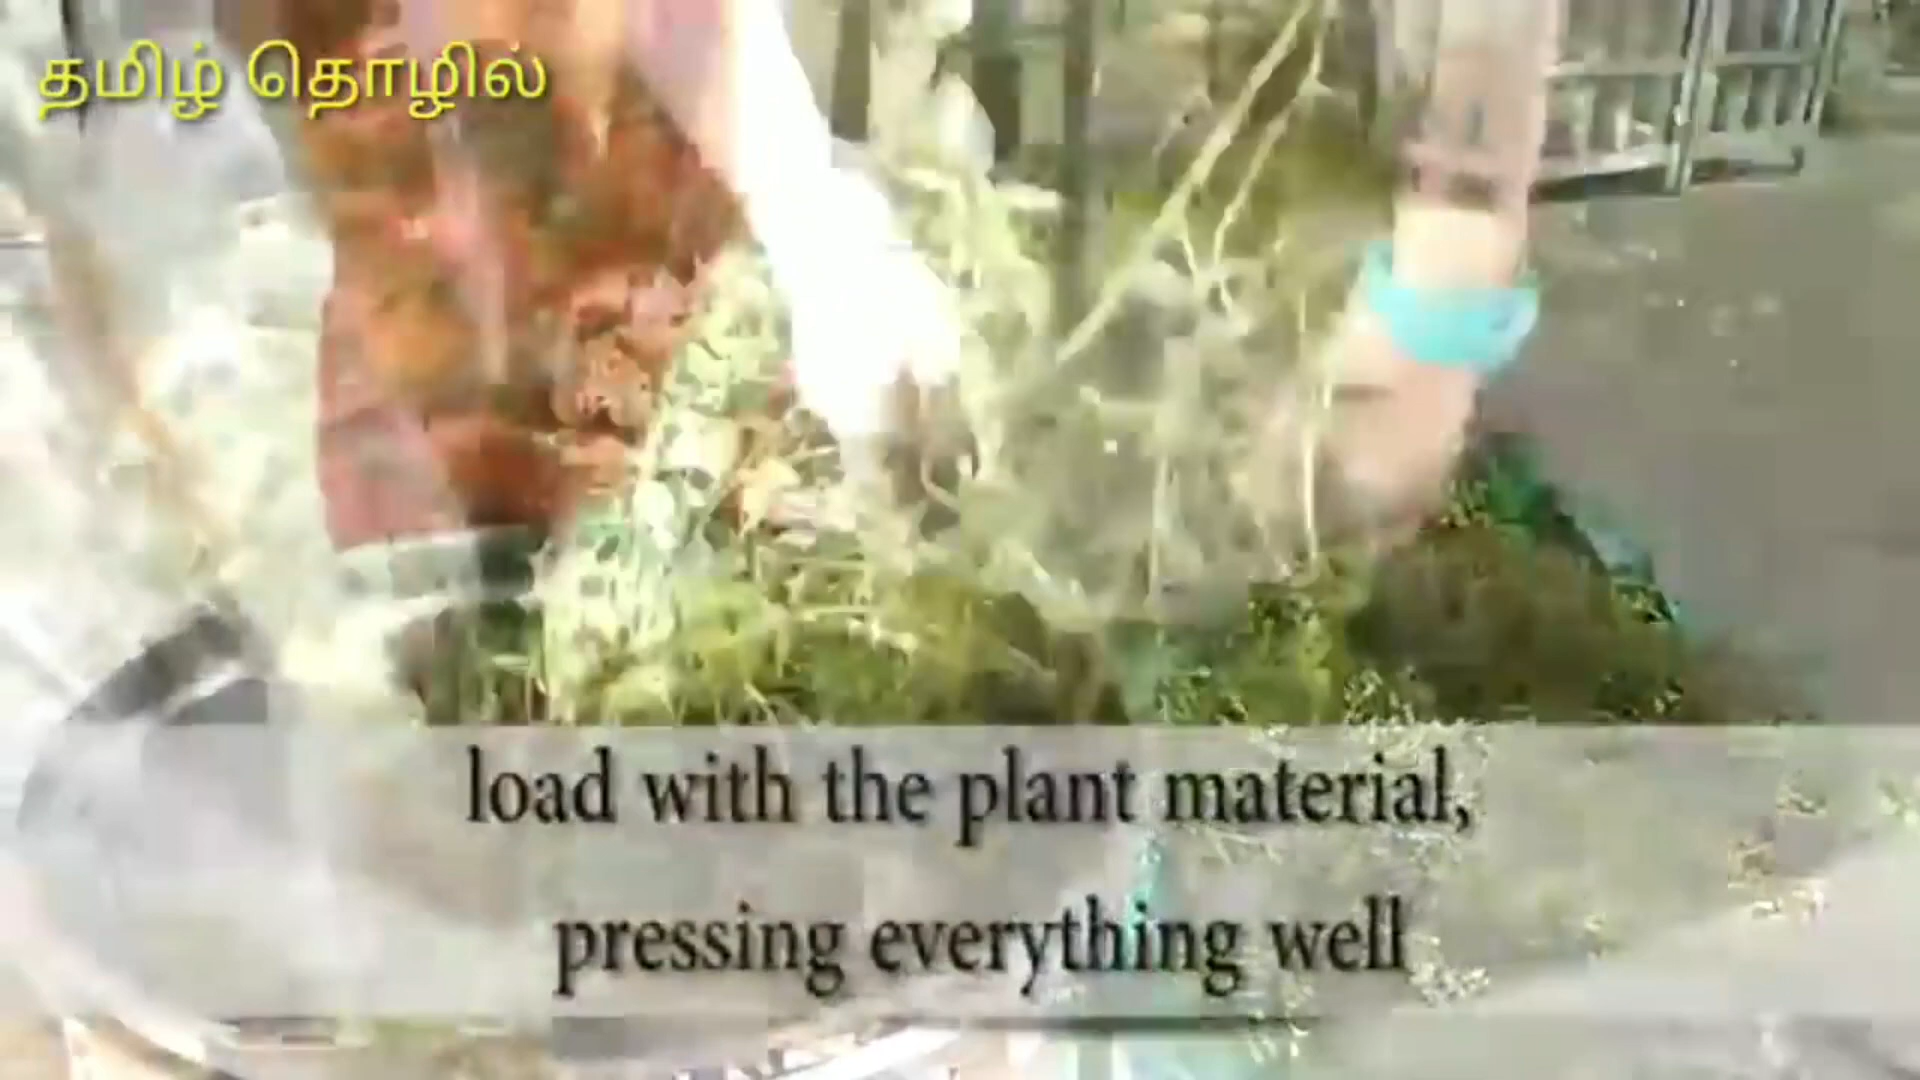 தமிழ் தொழில்
load with the plant material,
pressing everything well